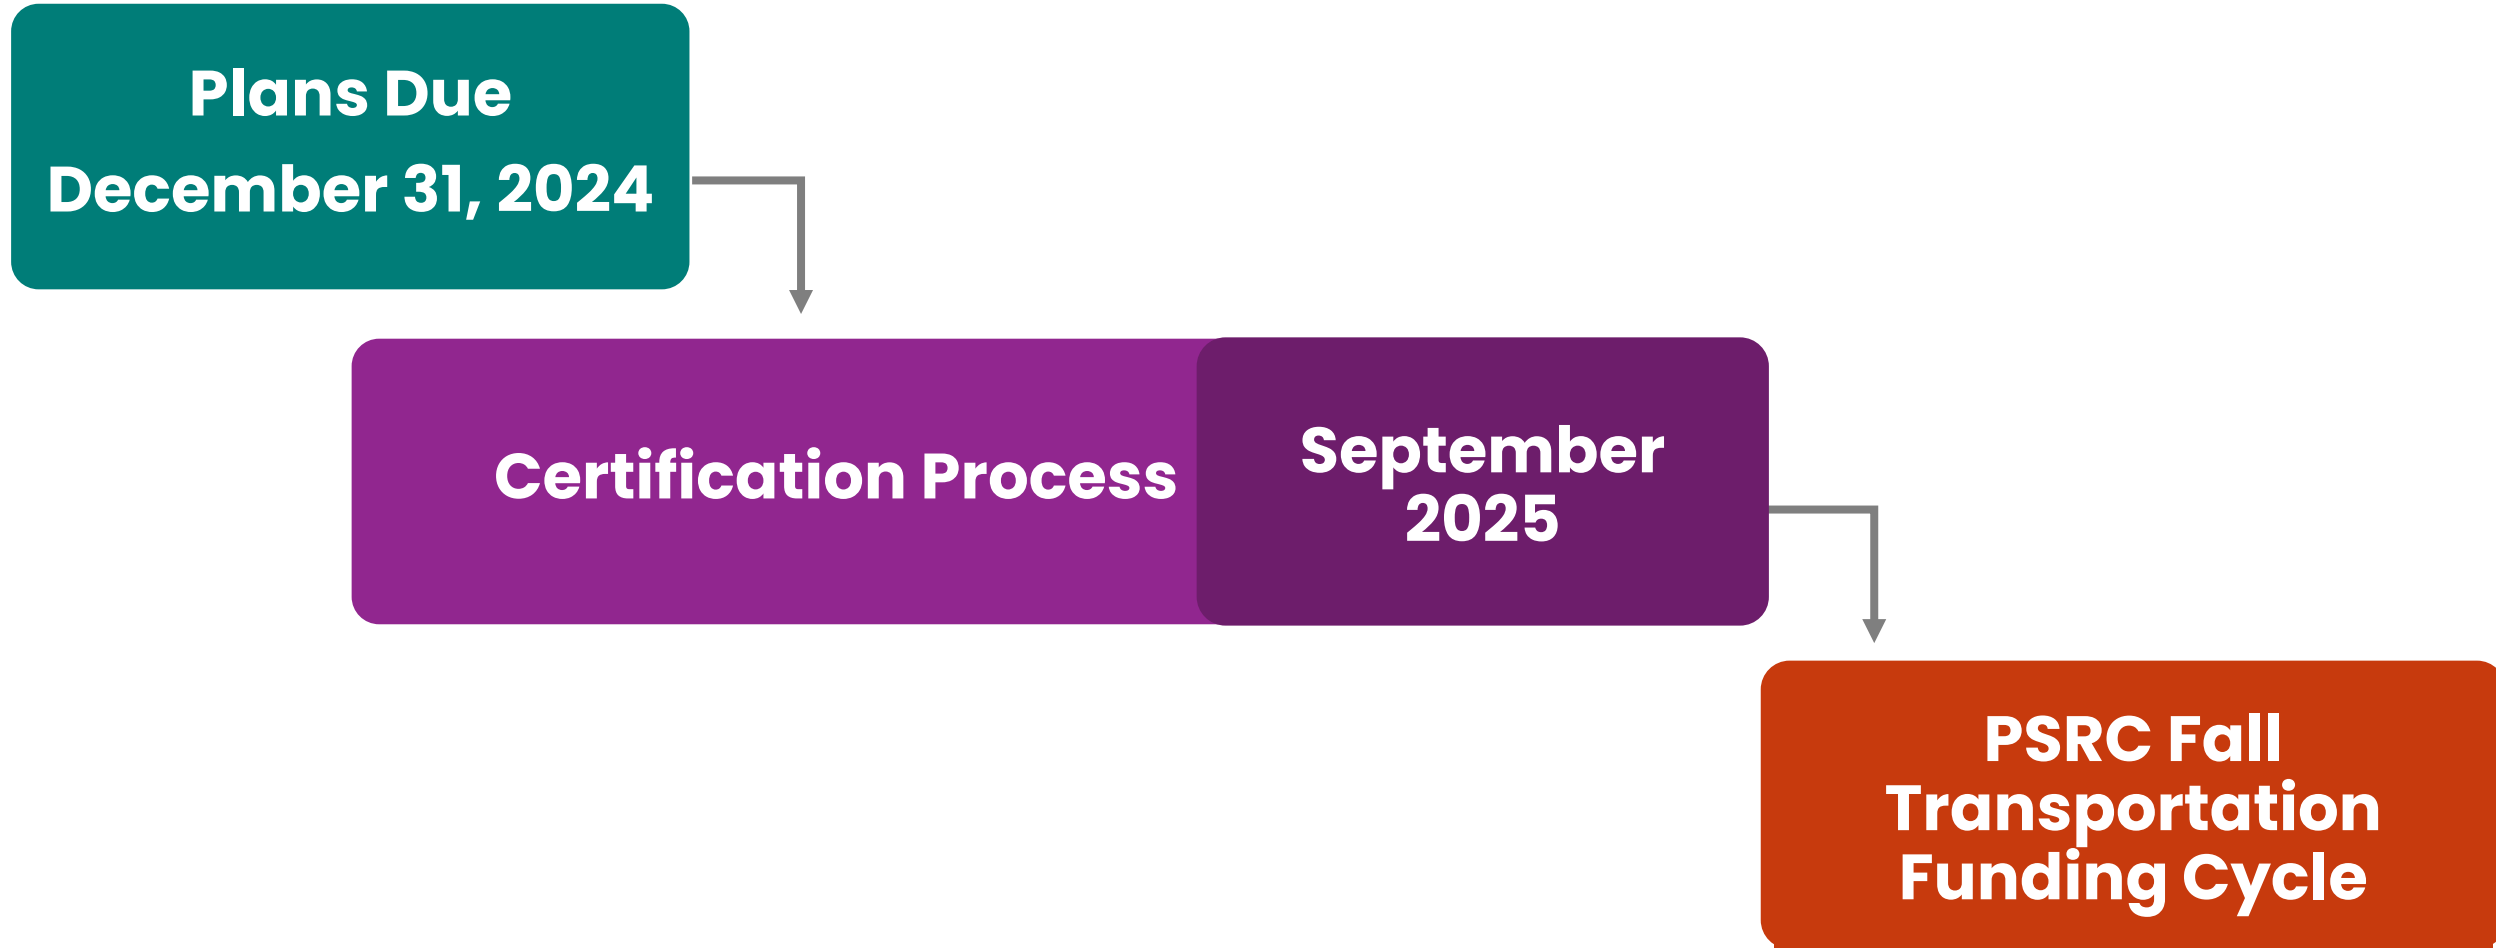 Plans Due
December 31, 2024
Certification Process
September
2025
PSRC Fall
Transportation
Funding Cycle